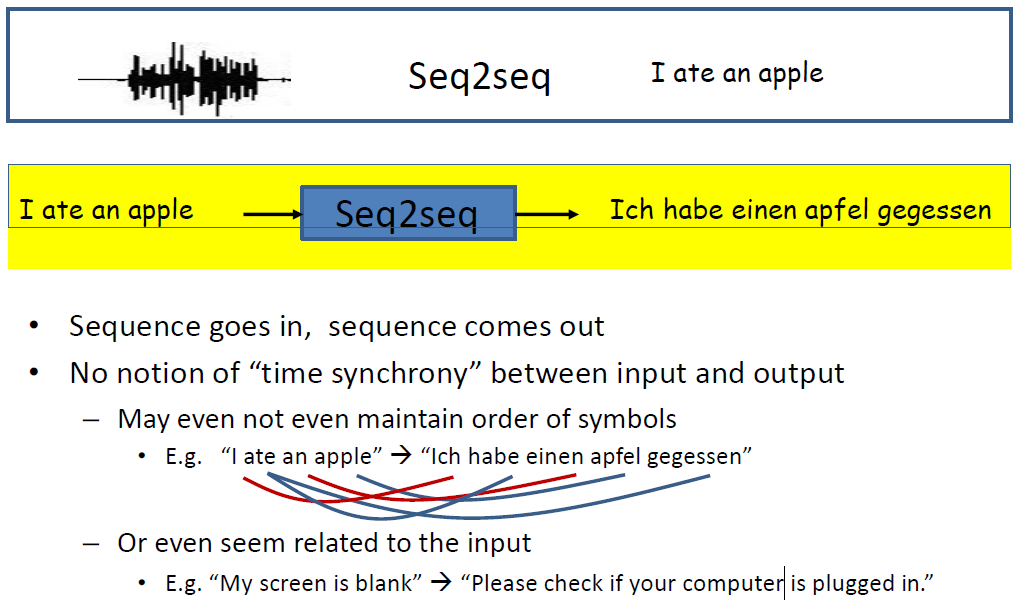 Seq2seq I ate an apple
I ate an apple Seq2seq Ich habe einen apfel gegessen
• Sequence goes in, sequence comes out
• No notion of “time synchrony” between input and output
– May even not even maintain order of symbols
• E.g. “I ate an apple” → “Ich habe einen apfel gegessen”
– Or even seem related to the input
• E.g. “My screen is blank” → “Please check if your computer is plugged in.”